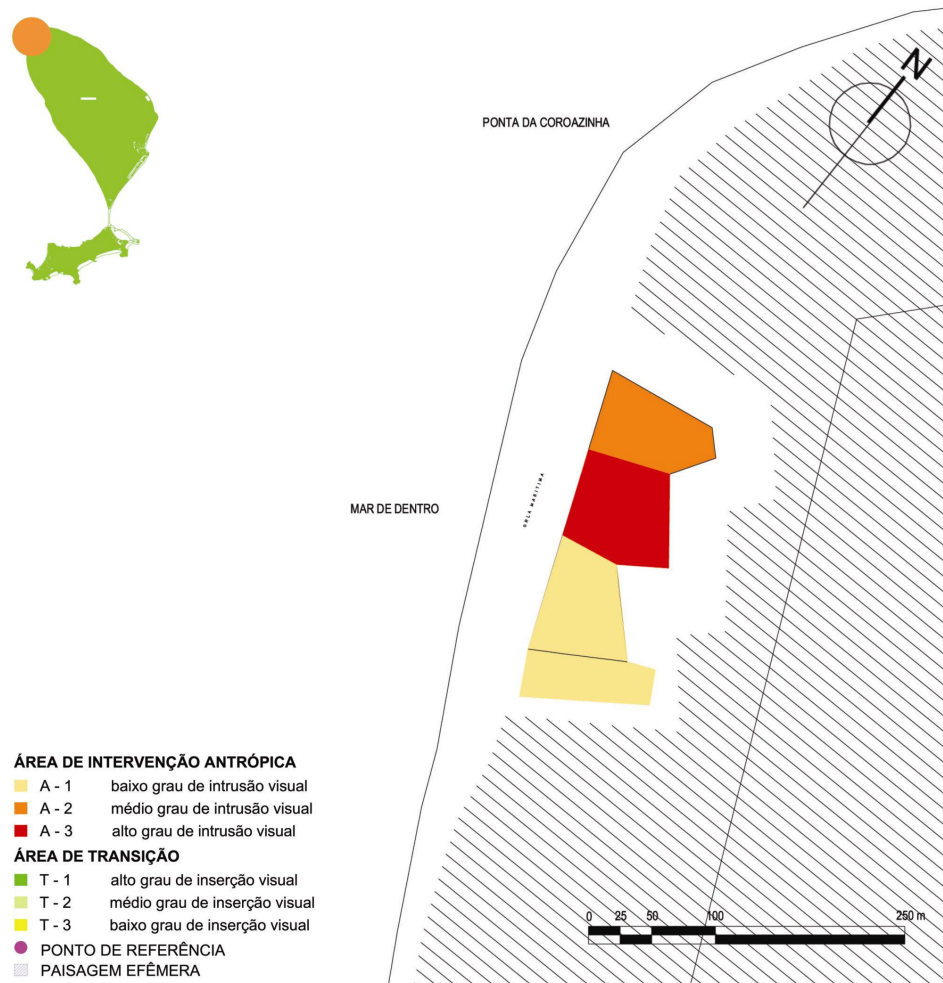 N
PONTA DA COROAZINHA
MAR DE DENTRO
ORLA MARITIMA
ÁREA DE INTERVENÇÃO ANTRÓPICA
A - 1 baixo grau de intrusão visual
A - 2 médio grau de intrusão visual
A - 3 alto grau de intrusão visual
ÁREA DE TRANSIÇÃO
T - 1 alto grau de inserção visual
T - 2 médio grau de inserção visual
T - 3 baixo grau de inserção visual
PONTO DE REFERÊNCIA
PAISAGEM EFÊMERA
0 25 50 100 250 m